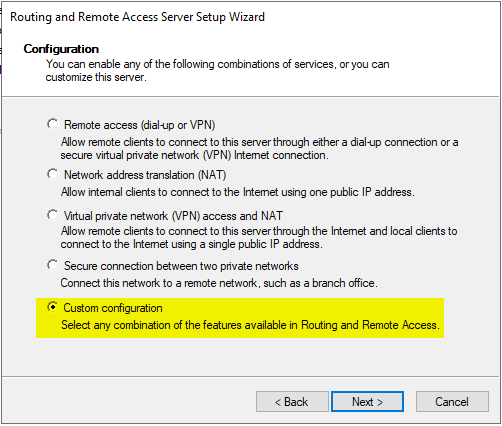 Routing and Remote Access Server Setup Wizard
Configuration
You can enable any of the following combinations of services, or you can
customize this server.
Remote access (dial-up or VPN)
Allow remote clients to connect to this server through either a dial-up connection or a
secure virtual private network (VPN) Internet connection.
Network address translation (NAT)
Allow internal clients to connect to the Internet using one public IP address.
Virtual private network (VPN) access and NAT
Allow remote clients to connect to this server through the Internet and local clients to
connect to the Internet using a single public IP address.
Secure connection between two private networks
Connect this network to a remote network, such as a branch office.
Custom configuration
Select any combination of the features available in Routing and Remote Access.
< Back
Next >
Cancel